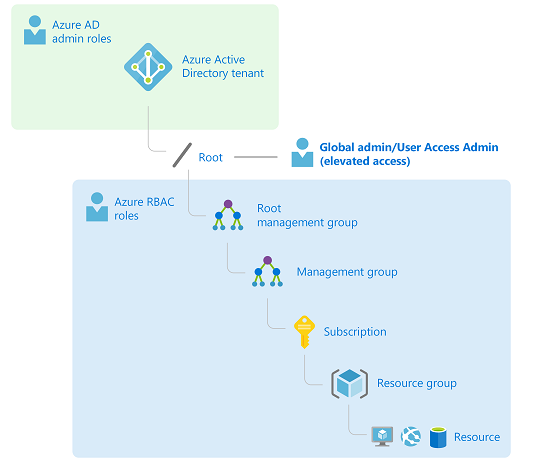 Azure AD
admin roles
Azure Active
Directory tenant
Root
Global admin/User Access Admin
(elevated access)
Azure RBAC
roles
Root
management group
Management group
Subscription
Resource group
Resource